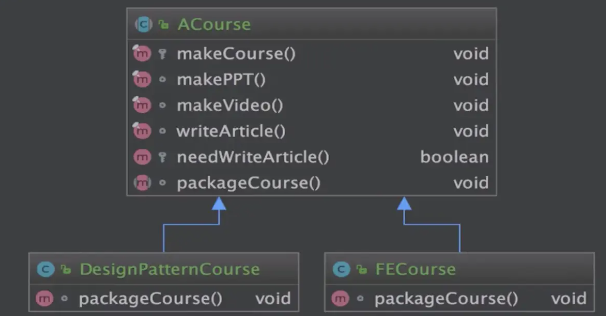 ACourse
makeCourse() void
makePPT() void
makeVideo() void
writeArticle() void
needWriteArticle() boolean
packageCourse() void
DesignPatternCourse
packageCourse() void
FECourse
packageCourse() void